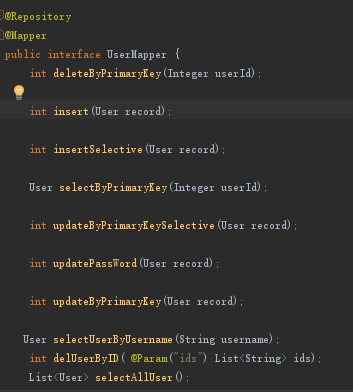 @Repository
@Mapper
public interface UserMapper {
int deleteByPrimaryKey(Integer userId);
int insert(User record);
int insertSelective(User record);
User selectByPrimaryKey(Integer userId);
int updateByPrimaryKeySelective(User record);
int updatePassWord(User record);
int updateByPrimaryKey(User record);
User selectUserByUsername(String username);
int delUserByID( @Param("ids") List<String> ids);
List<User> selectAllUser();